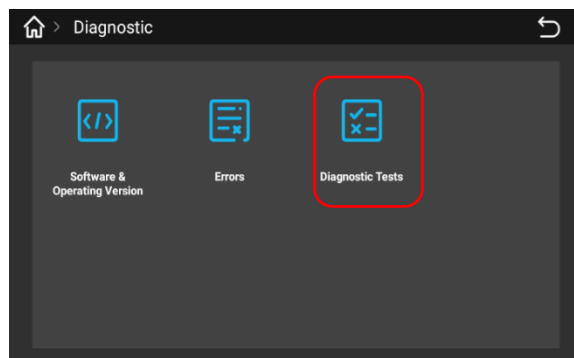 > Diagnostic
Software &
Operating Version
Errors
Diagnostic Tests